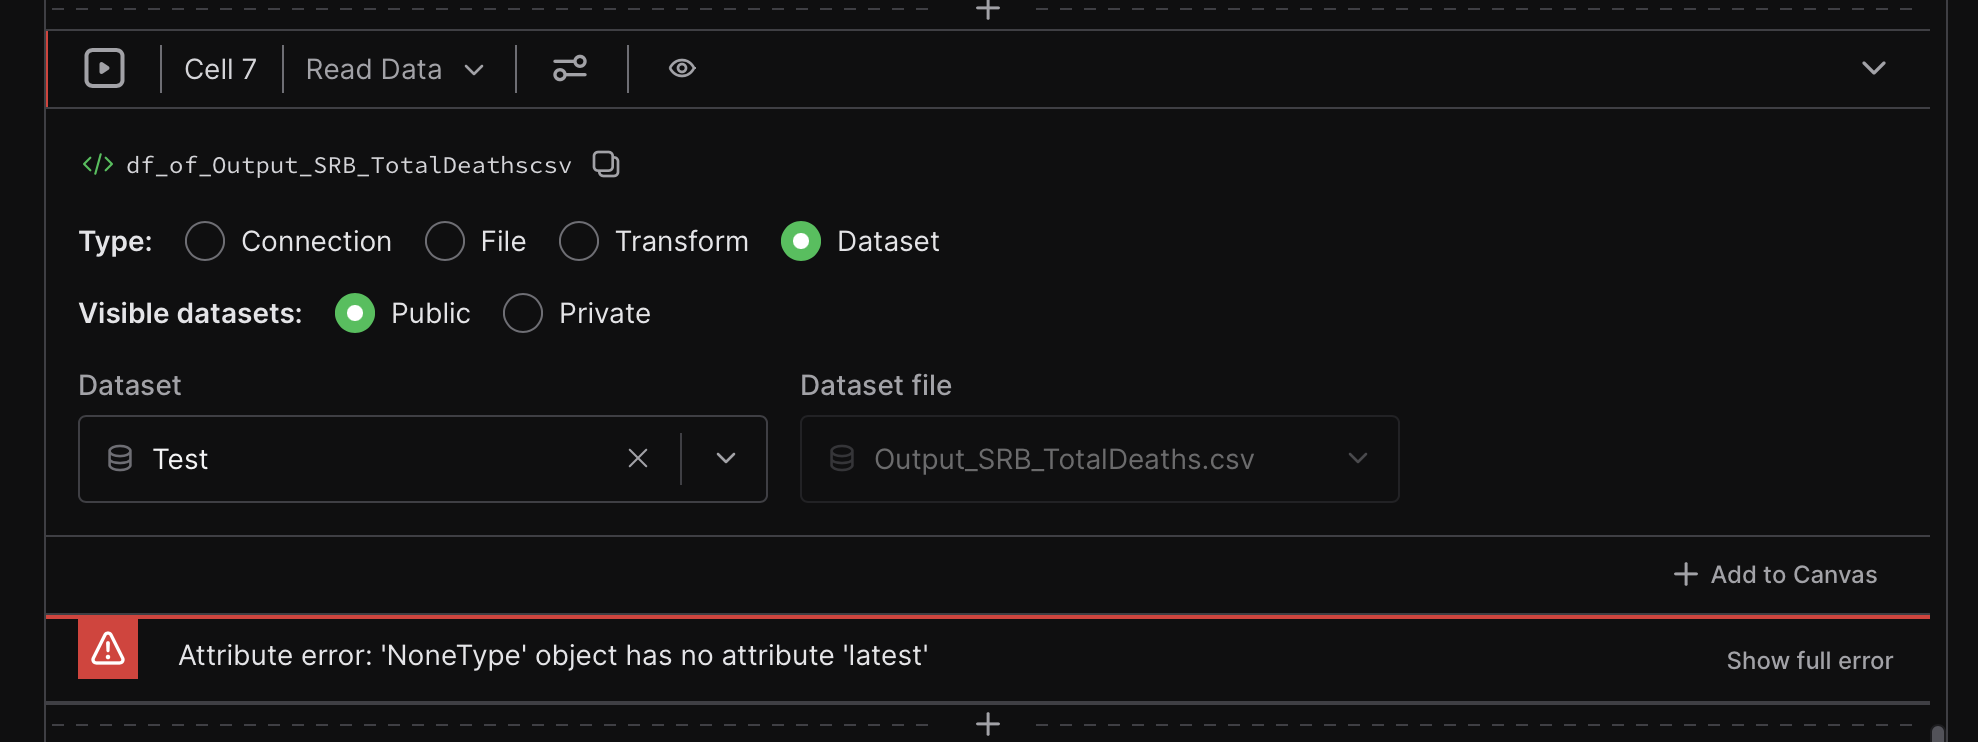 Cell 7 Read Data
</> df_of_Output_SRB_TotalDeathscsv
Type: Connection File Transform Dataset
Visible datasets: Public Private
Dataset Dataset file
Test Output_SRB_TotalDeaths.csv
+ Add to Canvas
Attribute error: 'NoneType' object has no attribute 'latest' Show full error